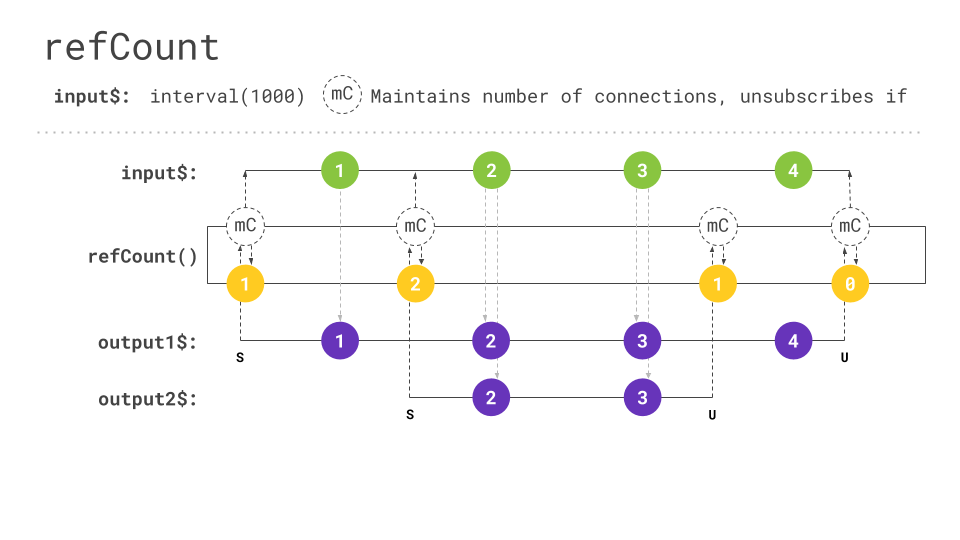 refCount
input$: interval(1000) mC Maintains number of connections, unsubscribes if
input$: 1 2 3 4
mC mC mC mC
refCount()
1 2 1 0
output1$: 1 2 3 4
S U
output2$: 2 3
S U